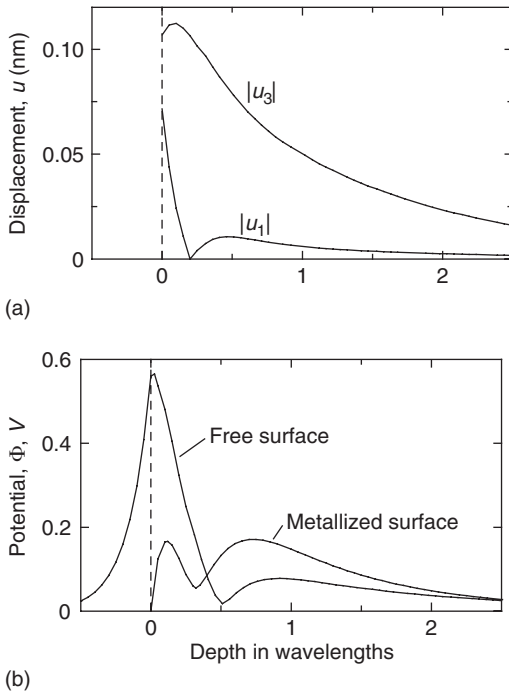 0.10
0.05
0
Displacement, u (nm)
|u3|
|u1|
0 1 2
(a)
0.6
0.4
0.2
0
Potential, Φ, V
Free surface
Metallized surface
0 1 2
Depth in wavelengths
(b)